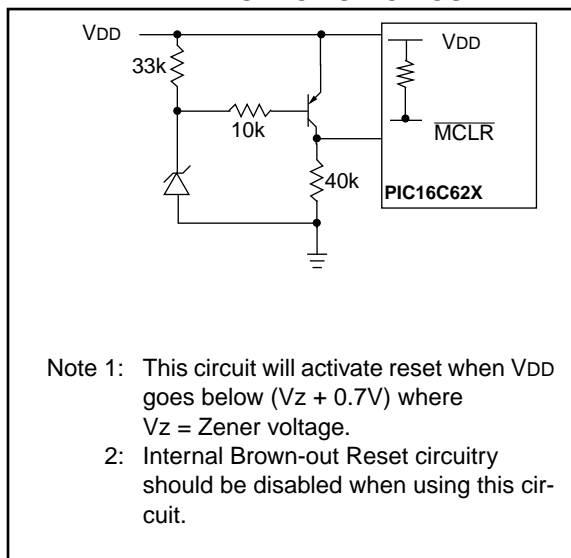 VDD
VDD
33k
10k
MCLR
40k
PIC16C62X
Note 1: This circuit will activate reset when VDD
goes below (Vz + 0.7V) where
Vz = Zener voltage.
2: Internal Brown-out Reset circuitry
should be disabled when using this cir-
cuit.